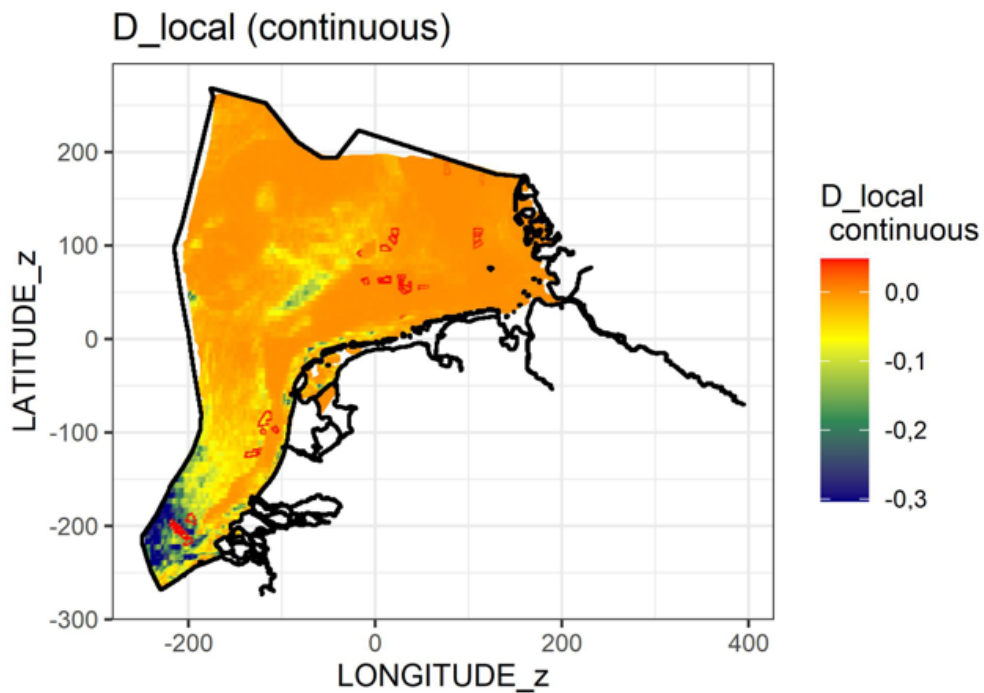 D_local (continuous)
D_local
continuous
0,0
-0,1
-0,2
-0,3
200
100
0
-100
-200
-300
LATITUDE_z
-200 0 200 400
LONGITUDE_z